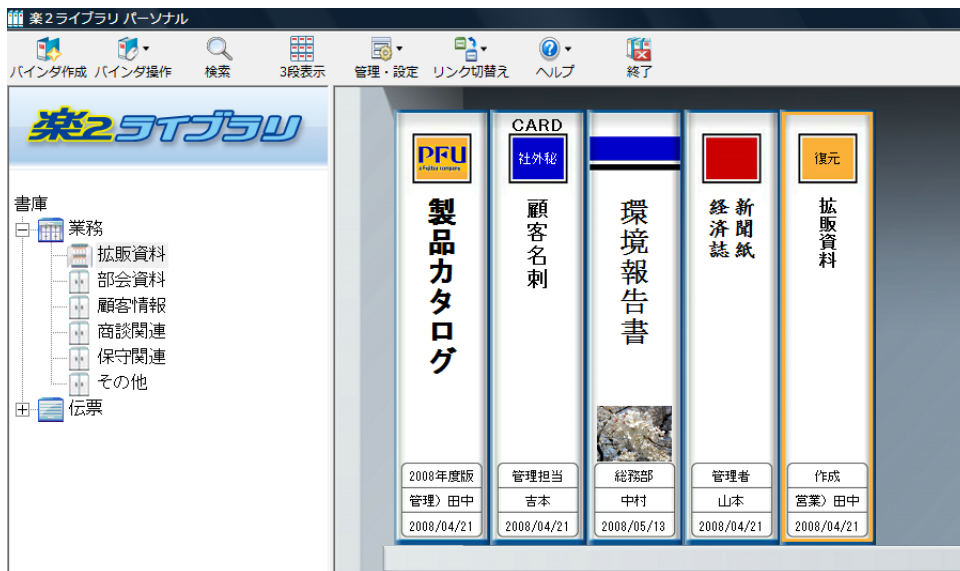 楽2ライブラリ パーソナル
バインダ作成 バインダ操作 検索 3段表示 管理・設定 リンク切替え ヘルプ 終了
楽2ライブラリ
書庫
業務
拡販資料
部会資料
顧客情報
商談関連
保守関連
その他
伝票
PFU
a Fujitsu company
製品カタログ
2008年度版
管理）田中
2008/04/21
CARD
社外秘
顧客名刺
管理担当
吉本
2008/04/21
環境報告書
総務部
中村
2008/05/13
新聞紙
経済誌
管理者
山本
2008/04/21
復元
拡販資料
作成
営業）田中
2008/04/21